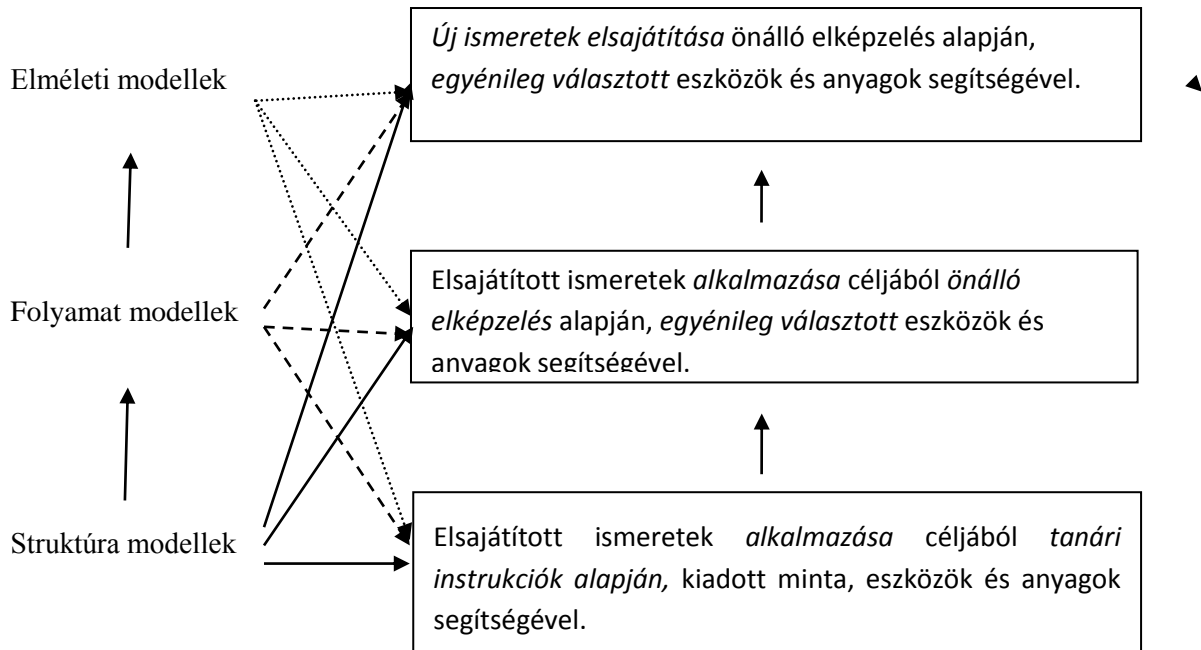 Új ismeretek elsajátítása önálló elképzelés alapján,
egyénileg választott eszközök és anyagok segítségével.
Elméleti modellek
Elsajátított ismeretek alkalmazása céljából önálló
elképzelés alapján, egyénileg választott eszközök és
anyagok segítségével.
Folyamat modellek
Elsajátított ismeretek alkalmazása céljából tanári
instrukciók alapján, kiadott minta, eszközök és anyagok
segítségével.
Struktúra modellek